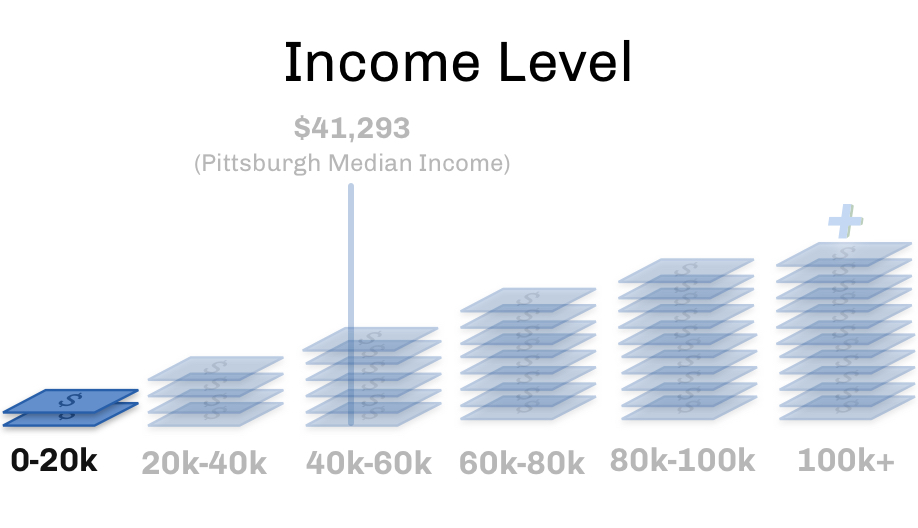 Income Level
$41,293
(Pittsburgh Median Income)
+
0-20k
20k-40k
40k-60k
60k-80k
80k-100k
100k+